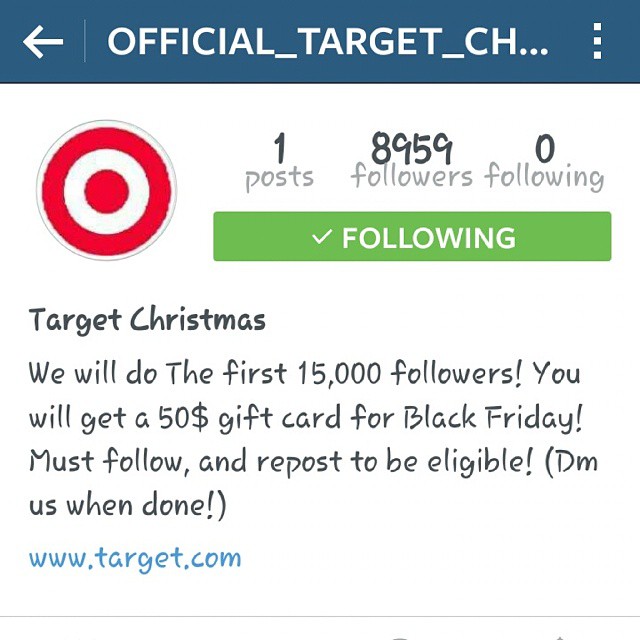 OFFICIAL_TARGET_CH...
1 8959 0
posts followers following
FOLLOWING
Target Christmas
We will do The first 15,000 followers! You
will get a 50$ gift card for Black Friday!
Must follow, and repost to be eligible! (Dm
us when done!)
www.target.com